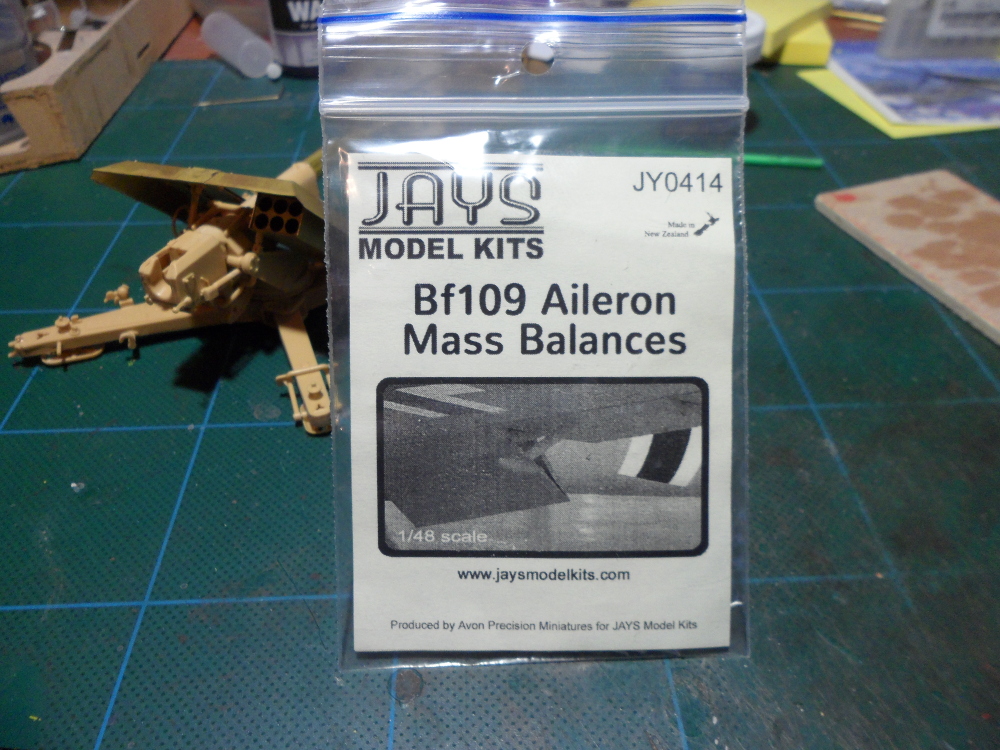 WA
JAYS
MODEL KITS
JY0414
Made in
New Zealand
Bf109 Aileron
Mass Balances
1/48 scale
www.jaysmodelkits.com
Produced by Avon Precision Miniatures for JAYS Model Kits